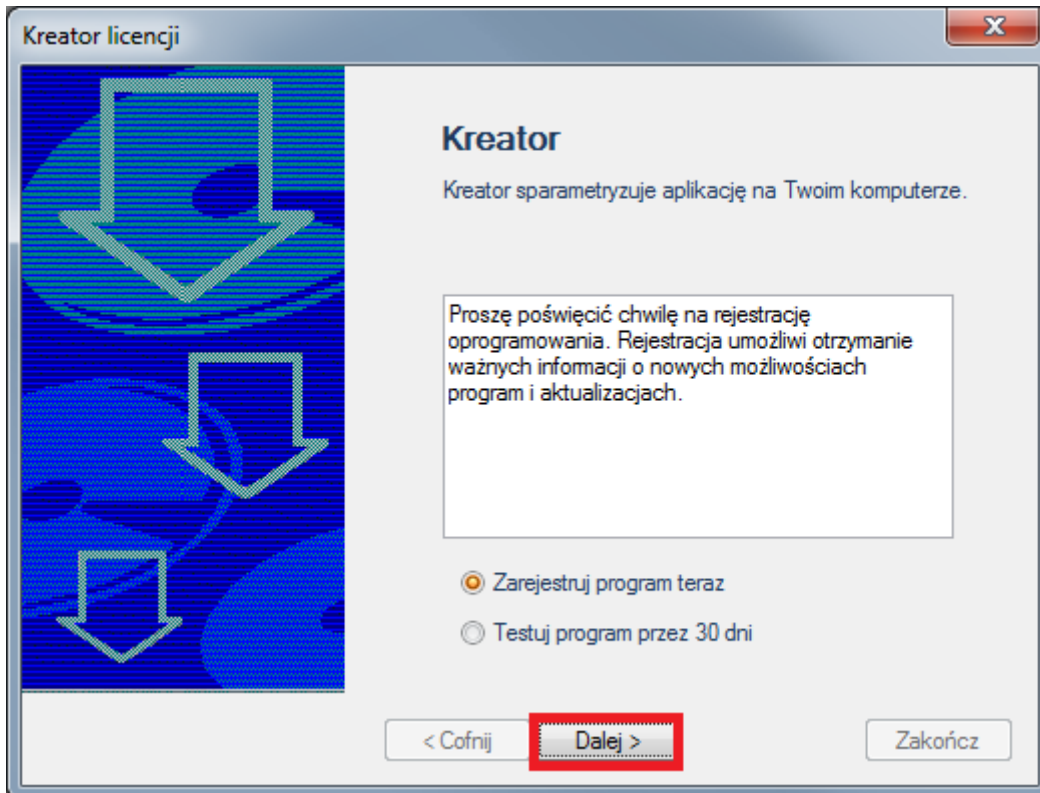 Kreator licencji
Kreator
Kreator sparametryzuje aplikację na Twoim komputerze.
Proszę poświęcić chwilę na rejestrację
oprogramowania. Rejestracja umożliwi otrzymanie
ważnych informacji o nowych możliwościach
program i aktualizacjach.
Zarejestruj program teraz
Testuj program przez 30 dni
< Cofnij
Dalej >
Zakończ